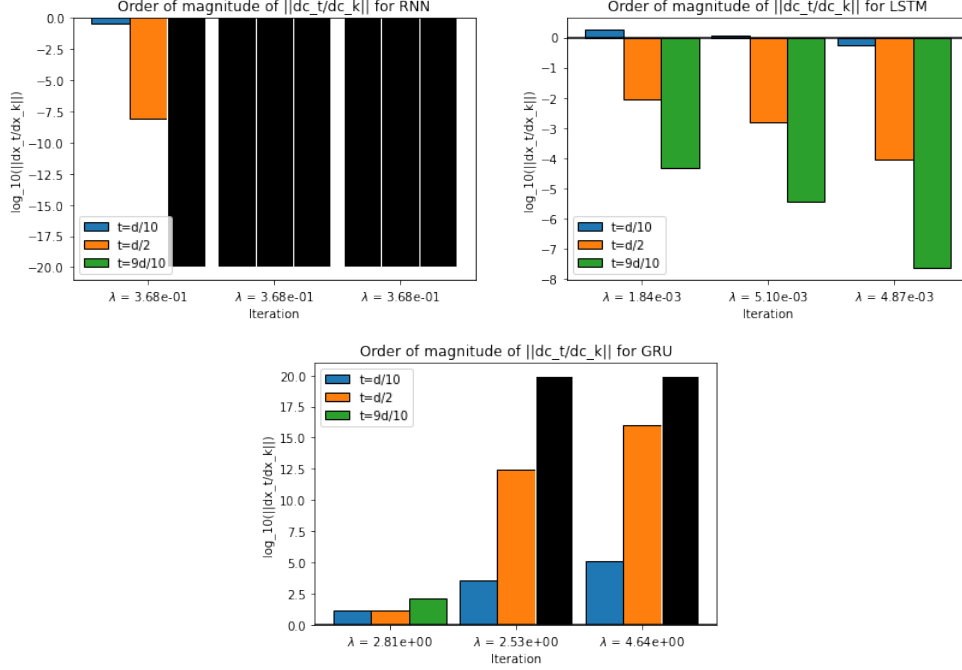 Order of magnitude of ||dc_t/dc_k|| for RNN
0.0
−2.5
−5.0
−7.5
−10.0
−12.5
−15.0
−17.5
−20.0
log_10(||dx_t/dx_k||)
t=d/10
t=d/2
t=9d/10
λ = 3.68e−01
λ = 3.68e−01
λ = 3.68e−01
Iteration
Order of magnitude of ||dc_t/dc_k|| for LSTM
0
−1
−2
−3
−4
−5
−6
−7
−8
log_10(||dx_t/dx_k||)
t=d/10
t=d/2
t=9d/10
λ = 1.84e−03
λ = 5.10e−03
λ = 4.87e−03
Iteration
Order of magnitude of ||dc_t/dc_k|| for GRU
20.0
17.5
15.0
12.5
10.0
7.5
5.0
2.5
0.0
log_10(||dx_t/dx_k||)
t=d/10
t=d/2
t=9d/10
λ = 2.81e+00
λ = 2.53e+00
λ = 4.64e+00
Iteration